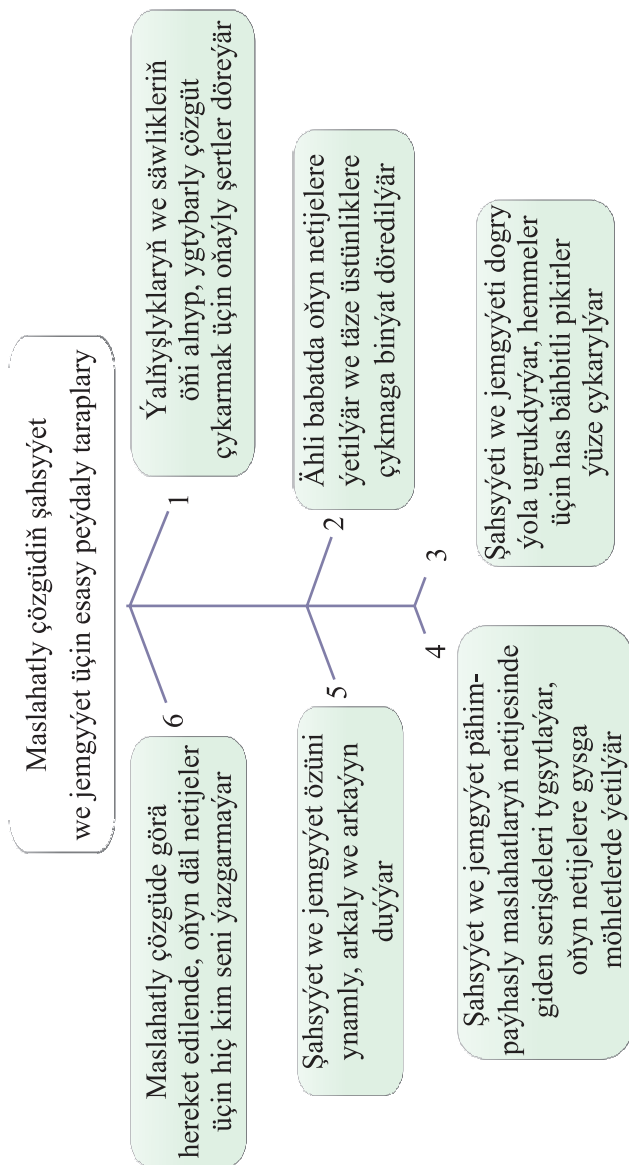 Maslahatly çözgüdiň şahsyýet
we jemgyýet üçin esasy peýdaly taraplary
1
Ýalňyşlyklaryň we säwlikleriň
öňi alnyp, ygtybarly çözgüt
çykarmak üçin oňaýly şertler döreýär
2
Ähli babatda oňyn netijelere
ýetilýär we täze üstünliklere
çykmaga binýat döredilýär
3
Şahsyýeti we jemgyýeti dogry
ýola ugrukdyrýar, hemmeler
üçin has bähbitli pikirler
ýüze çykarylýar
4
Şahsyýet we jemgyýet pähim-
paýhasly maslahatlaryň netijesinde
giden serişdeleri tygşytlaýar,
oňyn netijelere gysga
möhletlerde ýetilýär
5
Şahsyýet we jemgyýet özüni
ynamly, arkaly we arkaýyn
duýýar
6
Maslahatly çözgüde görä
hereket edilende, oňyn däl netijeler
üçin hiç kim seni ýazgarmaýar